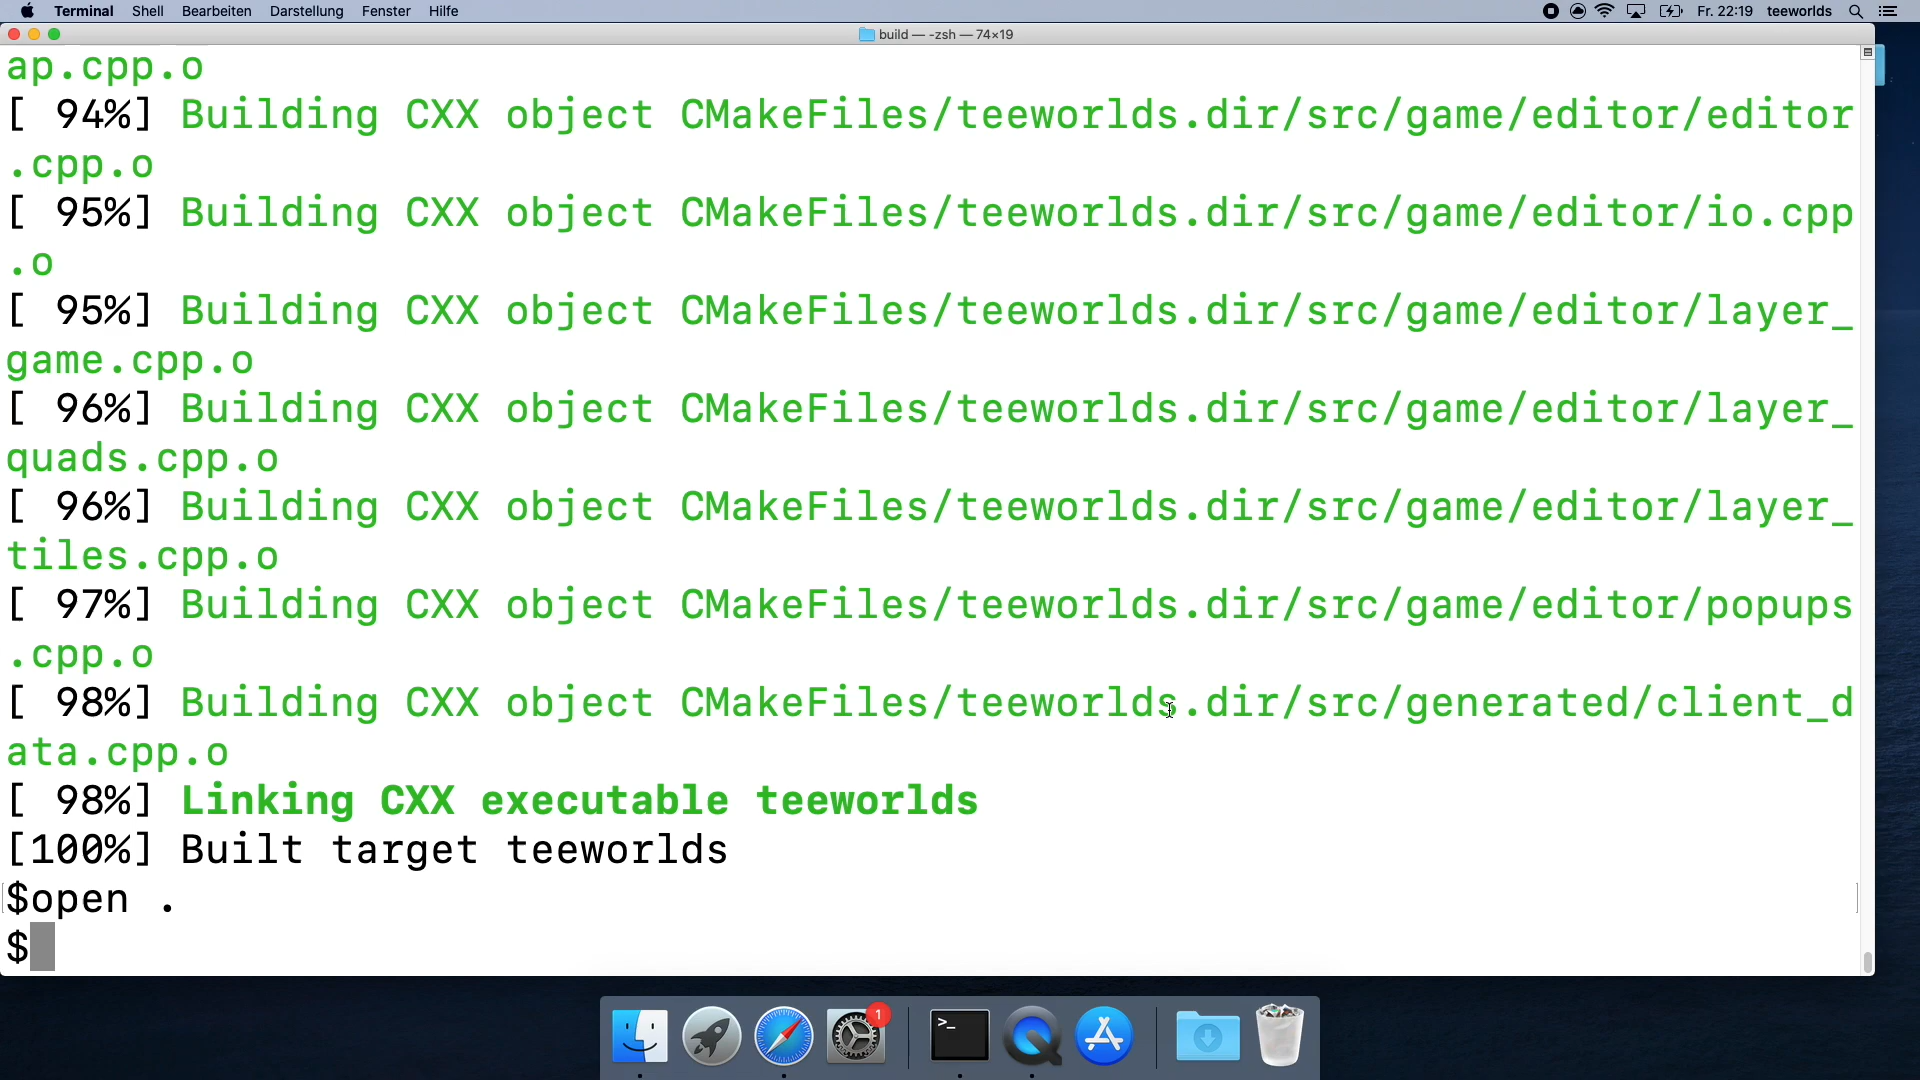 Terminal Shell Bearbeiten Darstellung Fenster Hilfe Fr. 22:19 teeworlds
build — -zsh — 74×19
ap.cpp.o
[ 94%] Building CXX object CMakeFiles/teeworlds.dir/src/game/editor/editor
.cpp.o
[ 95%] Building CXX object CMakeFiles/teeworlds.dir/src/game/editor/io.cpp
.o
[ 95%] Building CXX object CMakeFiles/teeworlds.dir/src/game/editor/layer_
game.cpp.o
[ 96%] Building CXX object CMakeFiles/teeworlds.dir/src/game/editor/layer_
quads.cpp.o
[ 96%] Building CXX object CMakeFiles/teeworlds.dir/src/game/editor/layer_
tiles.cpp.o
[ 97%] Building CXX object CMakeFiles/teeworlds.dir/src/game/editor/popups
.cpp.o
[ 98%] Building CXX object CMakeFiles/teeworlds.dir/src/generated/client_d
ata.cpp.o
[ 98%] Linking CXX executable teeworlds
[100%] Built target teeworlds
$open .
$
1
>_